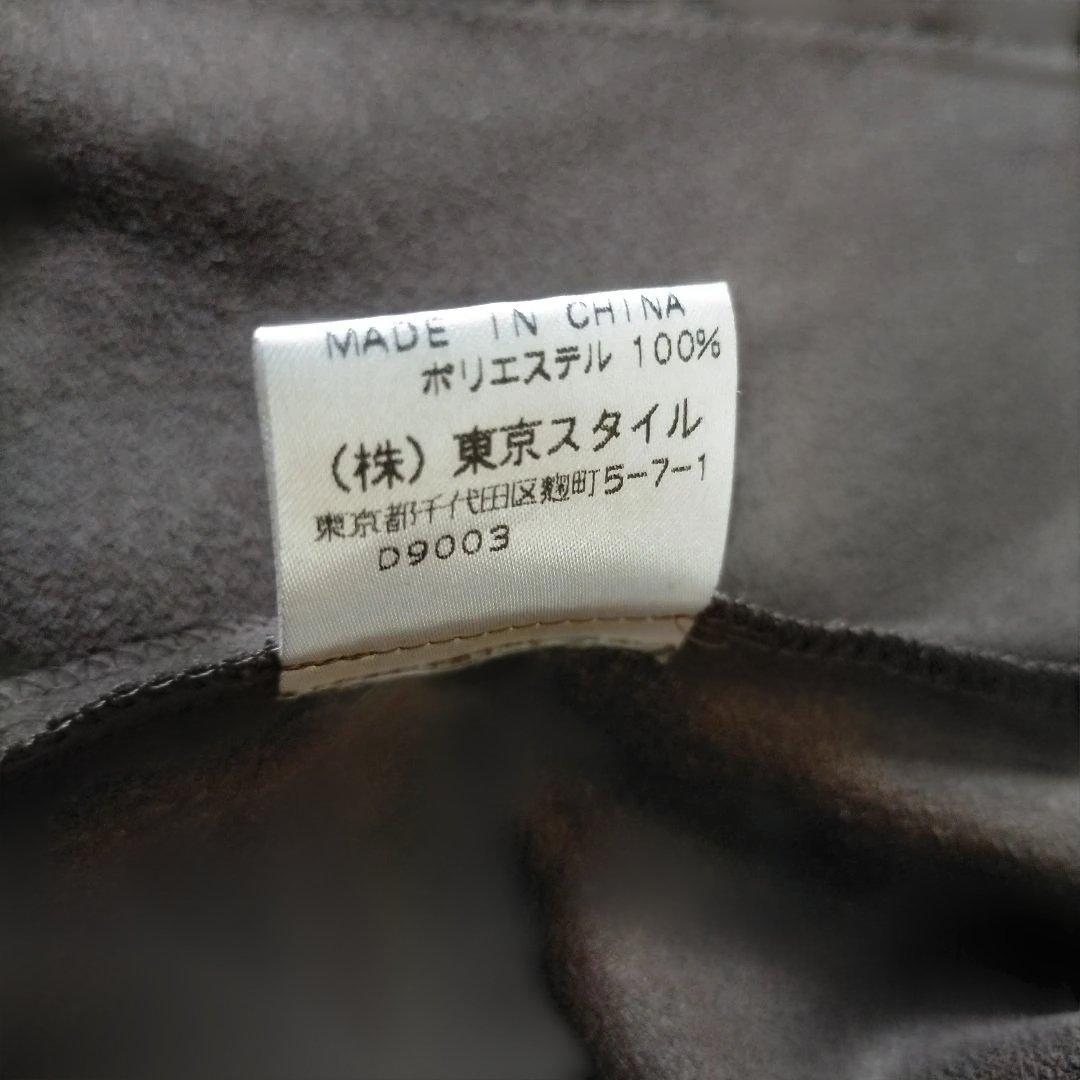 MADE IN CHINA
ポリエステル 100%
(株) 東京スタイル
東京都千代田区麹町5-7-1
D9003